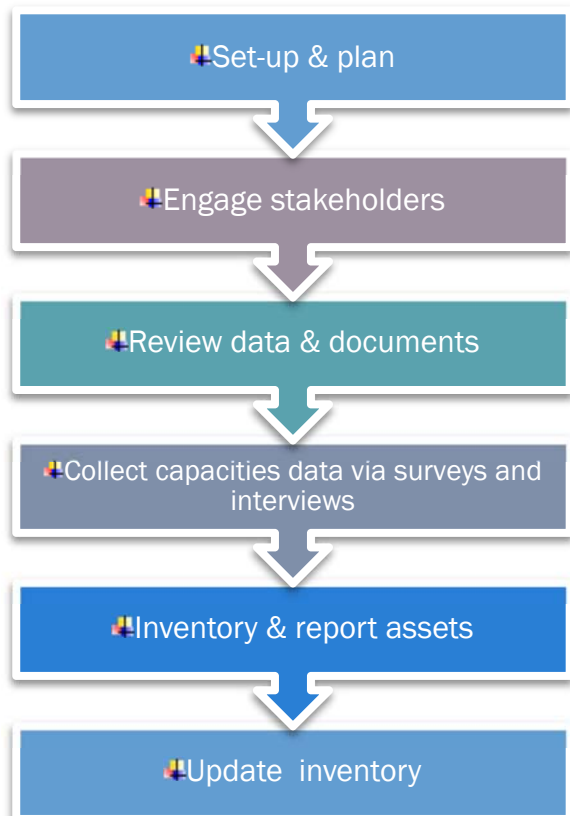 Set-up & plan
Engage stakeholders
Review data & documents
Collect capacities data via surveys and
interviews
Inventory & report assets
Update  inventory